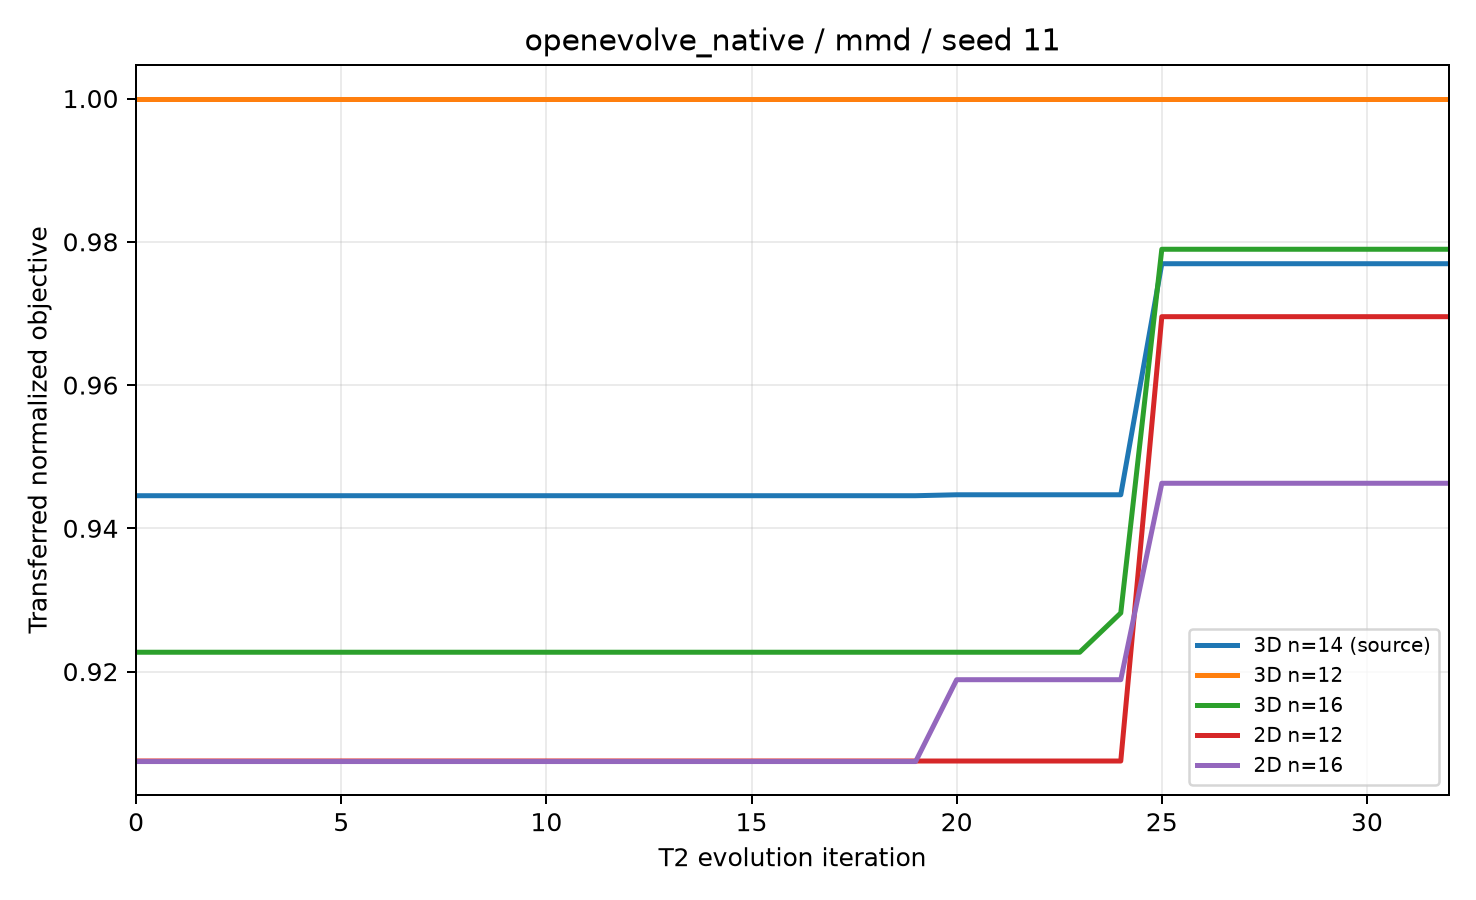 openevolve_native / mmd / seed 11
Transferred normalized objective
1.00
0.98
0.96
0.94
0.92
0
5
10
15
20
25
30
T2 evolution iteration
3D n=14 (source)
3D n=12
3D n=16
2D n=12
2D n=16